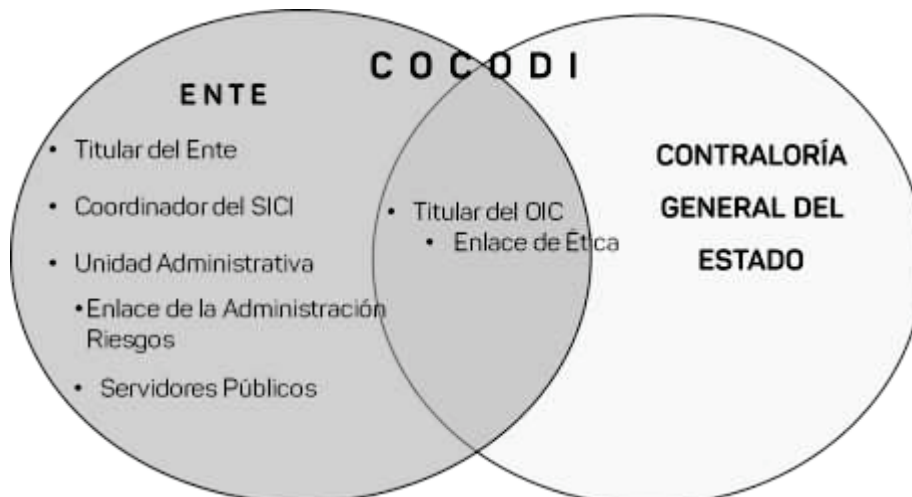 COCODI
ENTE
• Titular del Ente
• Coordinador del SICI
• Unidad Administrativa
•Enlace de la Administración
Riesgos
• Servidores Públicos
• Titular del OIC
• Enlace de Ética
CONTRALORÍA
GENERAL DEL
ESTADO